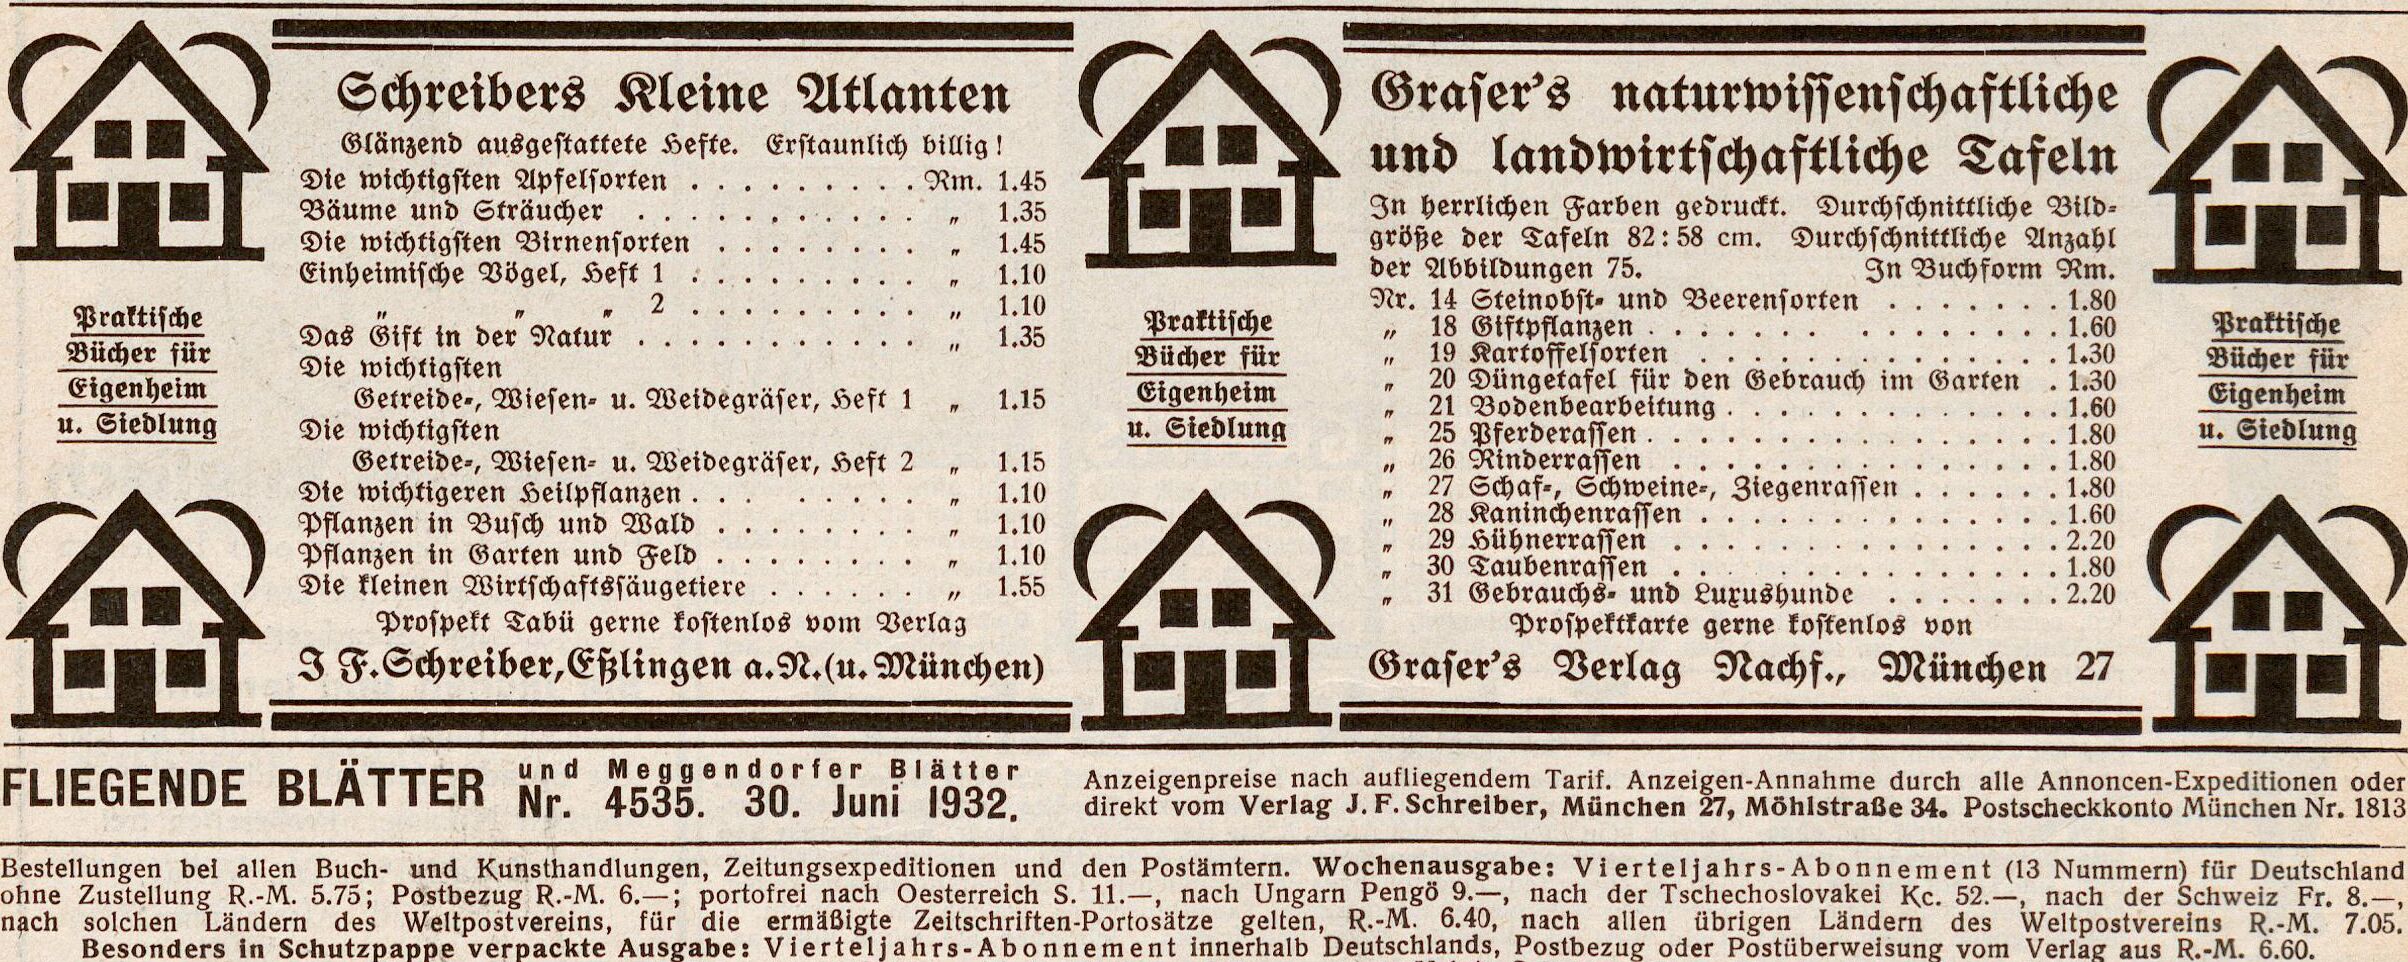 Schreibers Kleine Atlanten
Glänzend ausgestattete Hefte. Erstaunlich billig!
Die wichtigsten Apfelsorten . . . . . . . . . Rm. 1.45
Bäume und Sträucher . . . . . . . . . . . „ 1.35
Die wichtigsten Birnensorten . . . . . . . . „ 1.45
Einheimische Vögel, Heft 1 . . . . . . . . . „ 1.10
„ „ „ 2 . . . . . . . . . „ 1.10
Das Gift in der Natur . . . . . . . . . . . „ 1.35
Die wichtigsten
Getreide-, Wiesen- u. Weidegräser, Heft 1 „ 1.15
Die wichtigsten
Getreide-, Wiesen- u. Weidegräser, Heft 2 „ 1.15
Die wichtigeren Heilpflanzen . . . . . . . . „ 1.10
Pflanzen in Busch und Wald . . . . . . . . „ 1.10
Pflanzen in Garten und Feld . . . . . . . . „ 1.10
Die kleinen Wirtschaftssäugetiere . . . . . . „ 1.55
Prospekt Tabü gerne kostenlos vom Verlag
J F. Schreiber, Eßlingen a. N. (u. München)
Praktische
Bücher für
Eigenheim
u. Siedlung
Praktische
Bücher für
Eigenheim
u. Siedlung
Graser's naturwissenschaftliche
und landwirtschaftliche Tafeln
In herrlichen Farben gedruckt. Durchschnittliche Bild-
größe der Tafeln 82:58 cm. Durchschnittliche Anzahl
der Abbildungen 75. In Buchform Rm.
Nr. 14 Steinobst- und Beerensorten . . . . . . . 1.80
„ 18 Giftpflanzen . . . . . . . . . . . . . . . 1.60
„ 19 Kartoffelsorten . . . . . . . . . . . . . . 1.30
„ 20 Düngetafel für den Gebrauch im Garten . 1.30
„ 21 Bodenbearbeitung . . . . . . . . . . . . . 1.60
„ 25 Pferderassen . . . . . . . . . . . . . . . 1.80
„ 26 Rinderrassen . . . . . . . . . . . . . . . 1.80
„ 27 Schaf-, Schweine-, Ziegenrassen . . . . . . 1.80
„ 28 Kaninchenrassen . . . . . . . . . . . . . . 1.60
„ 29 Hühnerrassen . . . . . . . . . . . . . . . 2.20
„ 30 Taubenrassen . . . . . . . . . . . . . . . 1.80
„ 31 Gebrauchs- und Luxushunde . . . . . . . 2.20
Prospektkarte gerne kostenlos von
Graser's Verlag Nachf., München 27
Praktische
Bücher für
Eigenheim
u. Siedlung
FLIEGENDE BLÄTTER und Meggendorfer Blätter
Nr. 4535. 30. Juni 1932.
Anzeigenpreise nach aufliegendem Tarif. Anzeigen-Annahme durch alle Annoncen-Expeditionen oder
direkt vom Verlag J. F. Schreiber, München 27, Möhlstraße 34. Postscheckkonto München Nr. 1813
Bestellungen bei allen Buch- und Kunsthandlungen, Zeitungsexpeditionen und den Postämtern. Wochenausgabe: Vierteljahrs-Abonnement (13 Nummern) für Deutschland
ohne Zustellung R.-M. 5.75; Postbezug R.-M. 6.—; portofrei nach Oesterreich S. 11.—, nach Ungarn Pengö 9.—, nach der Tschechoslovakei Kc. 52.—, nach der Schweiz Fr. 8.—,
nach solchen Ländern des Weltpostvereins, für die ermäßigte Zeitschriften-Portosätze gelten, R.-M. 6.40, nach allen übrigen Ländern des Weltpostvereins R.-M. 7.05.
Besonders in Schutzpappe verpackte Ausgabe: Vierteljahrs-Abonnement innerhalb Deutschlands, Postbezug oder Postüberweisung vom Verlag aus R.-M. 6.60.